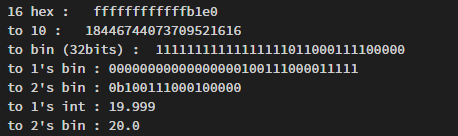 16 hex :   ffffffffffffb1e0
to 10 :   18446744073709531616
to bin (32bits) :  11111111111111111011000111100000
to 1's bin : 00000000000000000100111000011111
to 2's bin : 0b100111000100000
to 1's int : 19.999
to 2's bin : 20.0